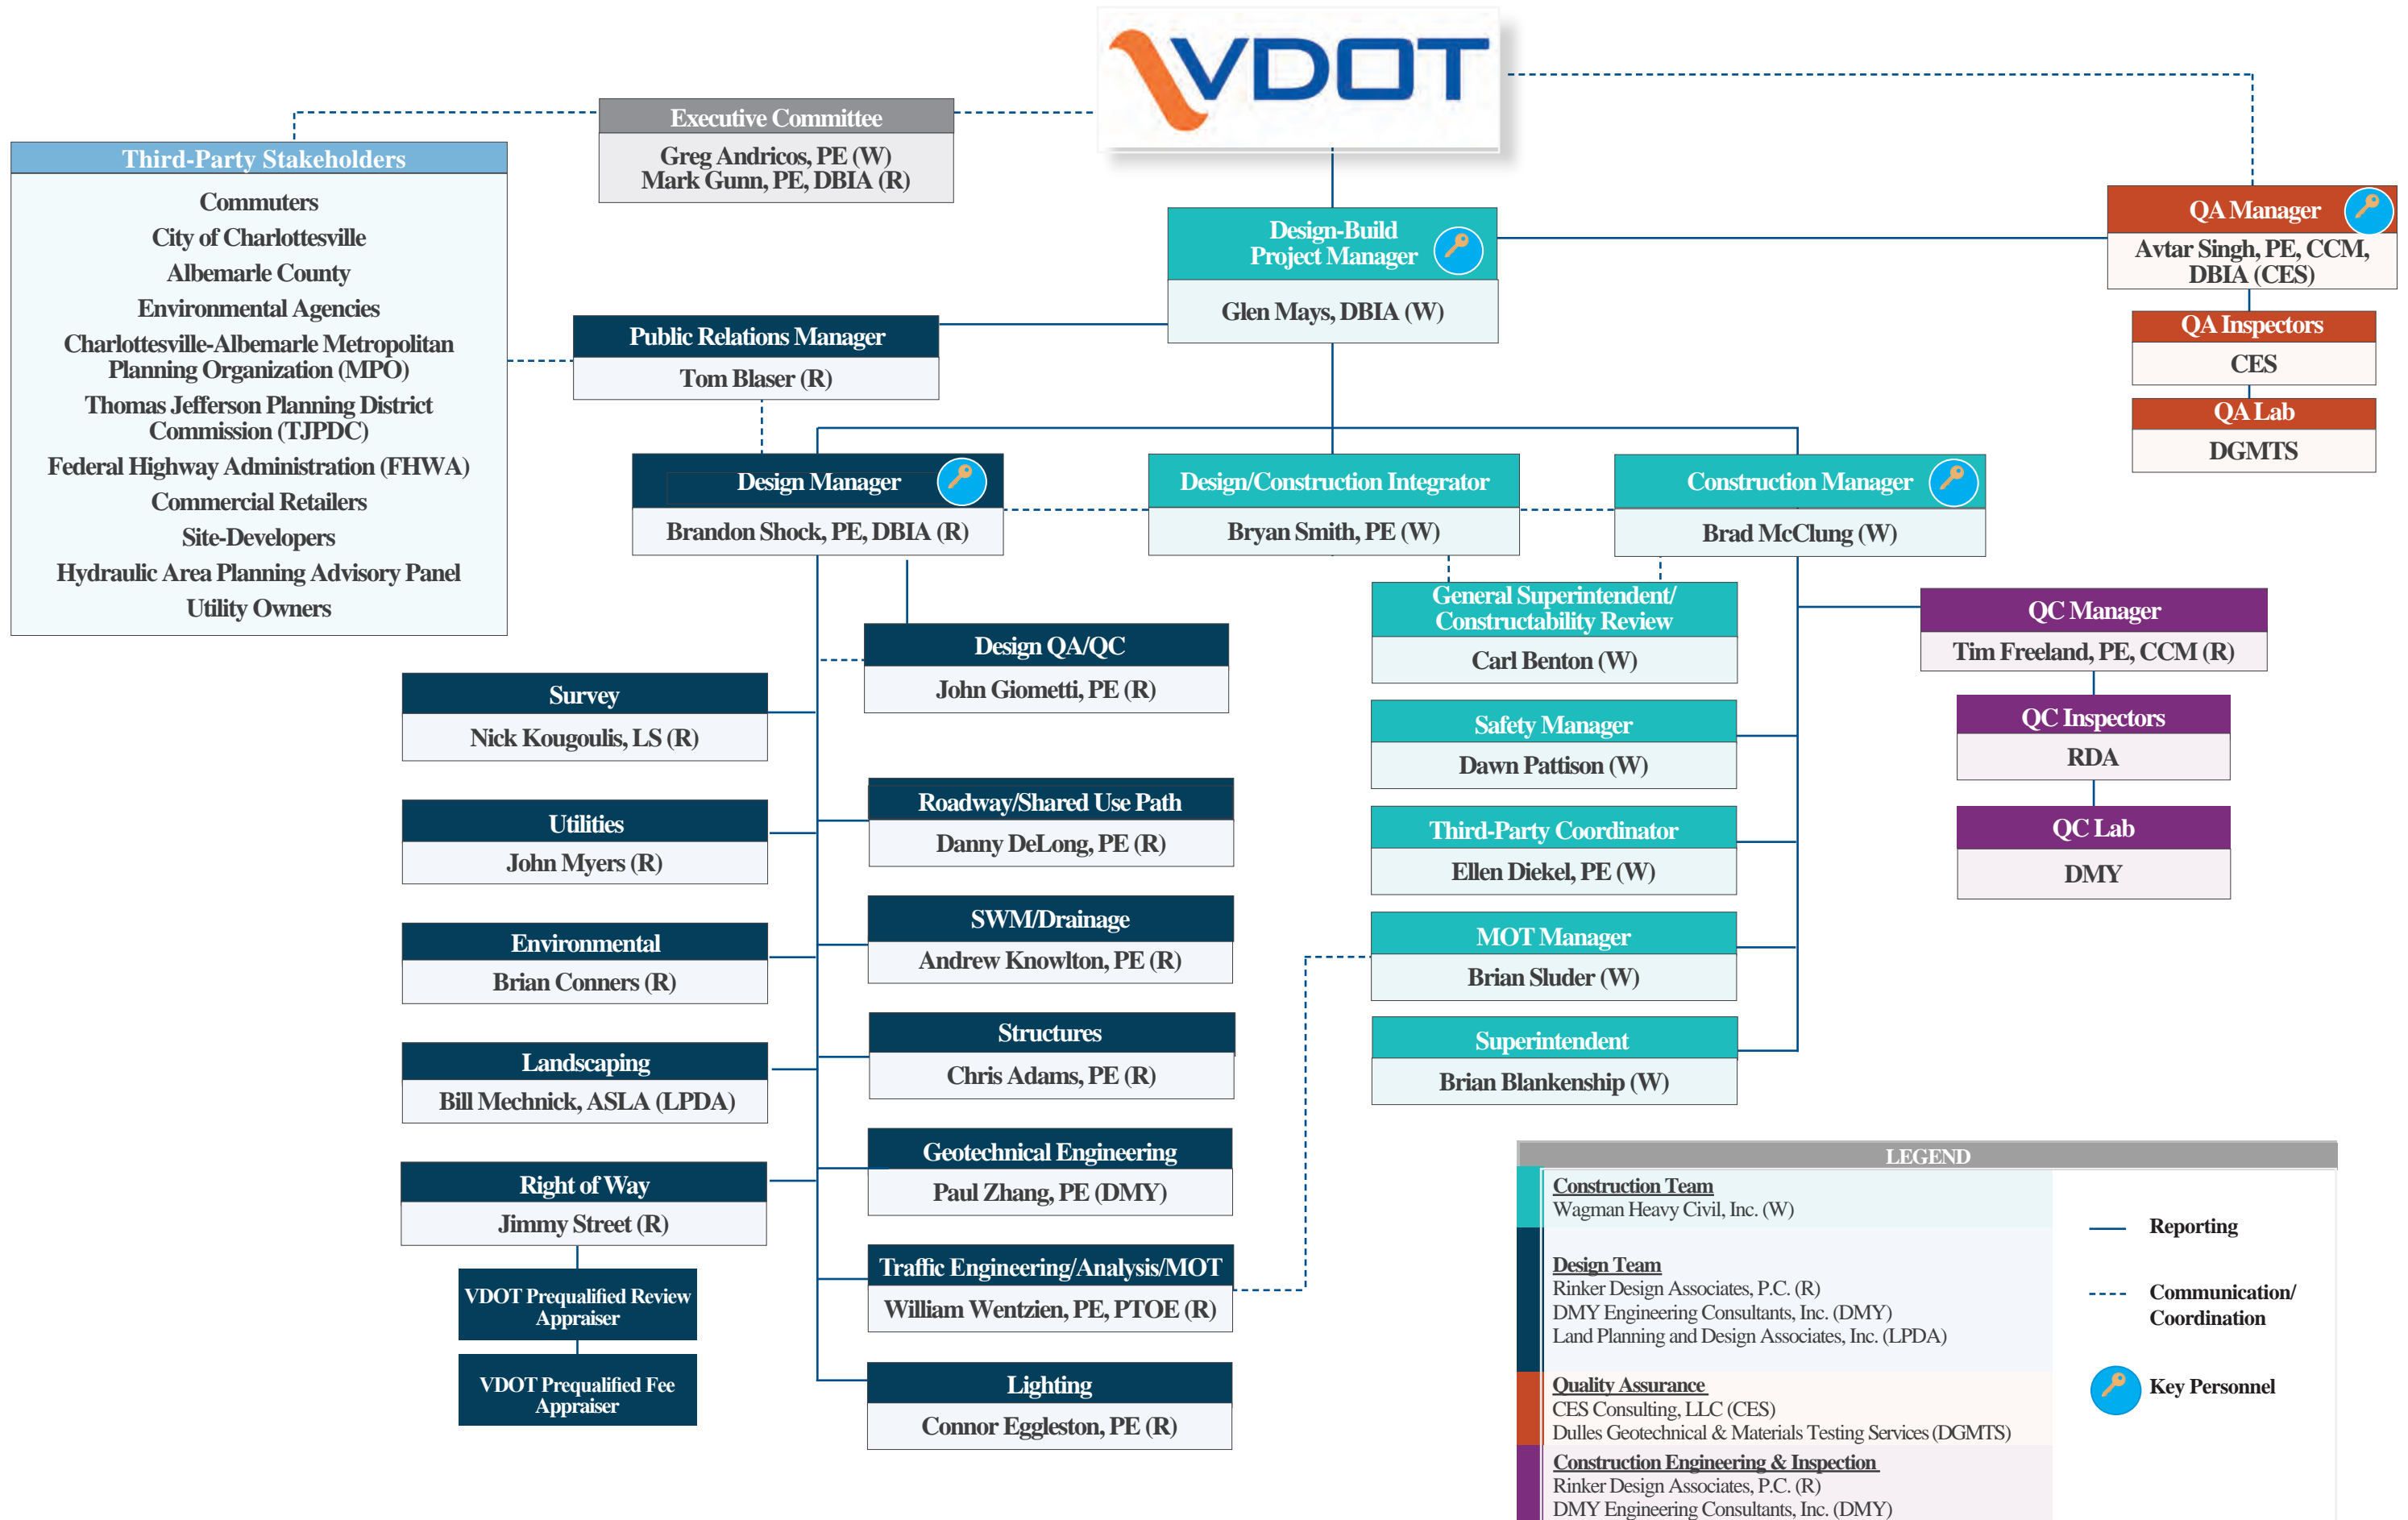 VDOT
Executive Committee
Greg Andricos, PE (W)
Mark Gunn, PE, DBIA (R)
Third-Party Stakeholders
Commuters
City of Charlottesville
Albemarle County
Environmental Agencies
Charlottesville-Albemarle Metropolitan
Planning Organization (MPO)
Thomas Jefferson Planning District
Commission (TJPDC)
Federal Highway Administration (FHWA)
Commercial Retailers
Site-Developers
Hydraulic Area Planning Advisory Panel
Utility Owners
Design-Build
Project Manager
Glen Mays, DBIA (W)
QA Manager
Avtar Singh, PE, CCM,
DBIA (CES)
QA Inspectors
CES
QA Lab
DGMTS
Public Relations Manager
Tom Blaser (R)
Design Manager
Brandon Shock, PE, DBIA (R)
Design/Construction Integrator
Bryan Smith, PE (W)
Construction Manager
Brad McClung (W)
Design QA/QC
John Giometti, PE (R)
Survey
Nick Kougoulis, LS (R)
Utilities
John Myers (R)
Environmental
Brian Conners (R)
Landscaping
Bill Mechnick, ASLA (LPDA)
Right of Way
Jimmy Street (R)
VDOT Prequalified Review
Appraiser
VDOT Prequalified Fee
Appraiser
Roadway/Shared Use Path
Danny DeLong, PE (R)
SWM/Drainage
Andrew Knowlton, PE (R)
Structures
Chris Adams, PE (R)
Geotechnical Engineering
Paul Zhang, PE (DMY)
Traffic Engineering/Analysis/MOT
William Wentzien, PE, PTOE (R)
Lighting
Connor Eggleston, PE (R)
General Superintendent/
Constructability Review
Carl Benton (W)
Safety Manager
Dawn Pattison (W)
Third-Party Coordinator
Ellen Diekel, PE (W)
MOT Manager
Brian Sluder (W)
Superintendent
Brian Blankenship (W)
QC Manager
Tim Freeland, PE, CCM (R)
QC Inspectors
RDA
QC Lab
DMY
LEGEND
Construction Team
Wagman Heavy Civil, Inc. (W)
Design Team
Rinker Design Associates, P.C. (R)
DMY Engineering Consultants, Inc. (DMY)
Land Planning and Design Associates, Inc. (LPDA)
Quality Assurance
CES Consulting, LLC (CES)
Dulles Geotechnical & Materials Testing Services (DGMTS)
Construction Engineering & Inspection
Rinker Design Associates, P.C. (R)
DMY Engineering Consultants, Inc. (DMY)
Reporting
Communication/
Coordination
Key Personnel